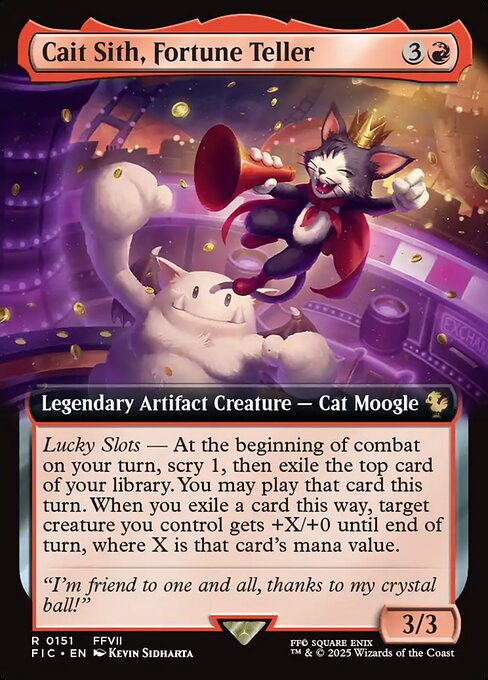 Cait Sith, Fortune Teller 3
EXCHAN
Legendary Artifact Creature — Cat Moogle
Lucky Slots — At the beginning of combat
on your turn, scry 1, then exile the top card
of your library. You may play that card this
turn. When you exile a card this way, target
creature you control gets +X/+0 until end of
turn, where X is that card's mana value.
“I'm friend to one and all, thanks to my crystal
ball!”
3/3
R 0151 FFVII
FIC • EN Kevin Sidharta
FF© SQUARE ENIX
™ & © 2025 Wizards of the Coast